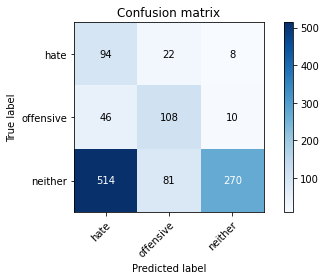 Confusion matrix
hate 94 22 8
offensive 46 108 10
neither 514 81 270
hate offensive neither
True label
Predicted label
500
400
300
200
100